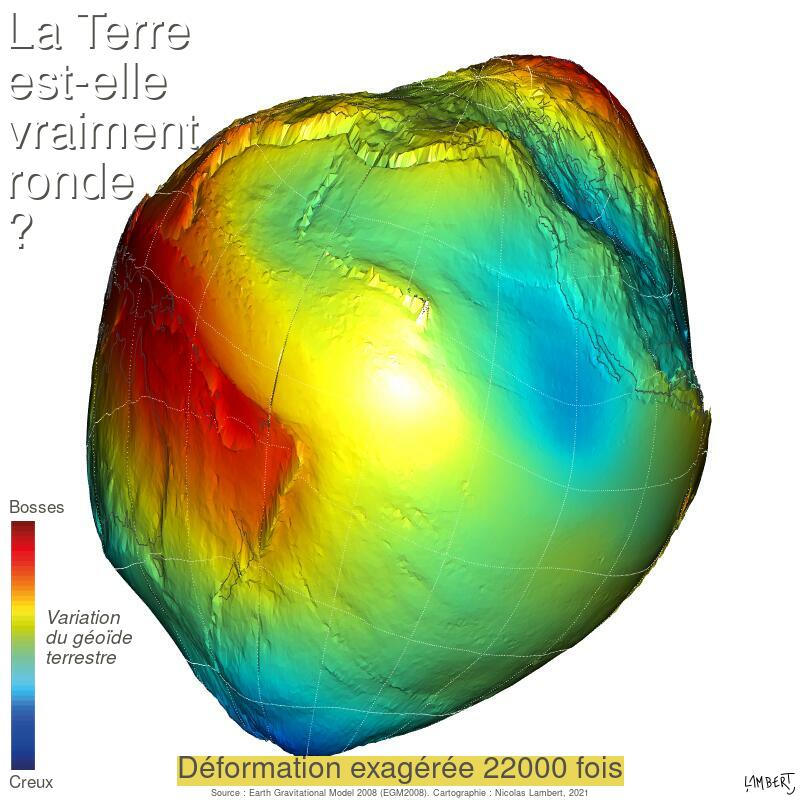 La Terre
est-elle
vraiment
ronde
?
Bosses
Variation
du géoïde
terrestre
Creux
Déformation exagérée 22000 fois
Source : Earth Gravitational Model 2008 (EGM2008). Cartographie : Nicolas Lambert, 2021
LAMBERT